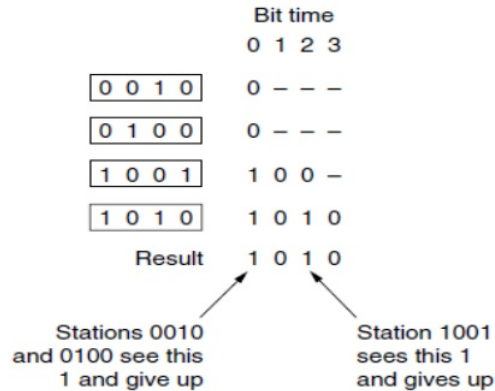 Bit time
0 1 2 3
0 0 1 0 0 – – –
0 1 0 0 0 – – –
1 0 0 1 1 0 0 –
1 0 1 0 1 0 1 0
Result 1 0 1 0
Stations 0010
and 0100 see this
1 and give up
Station 1001
sees this 1
and gives up